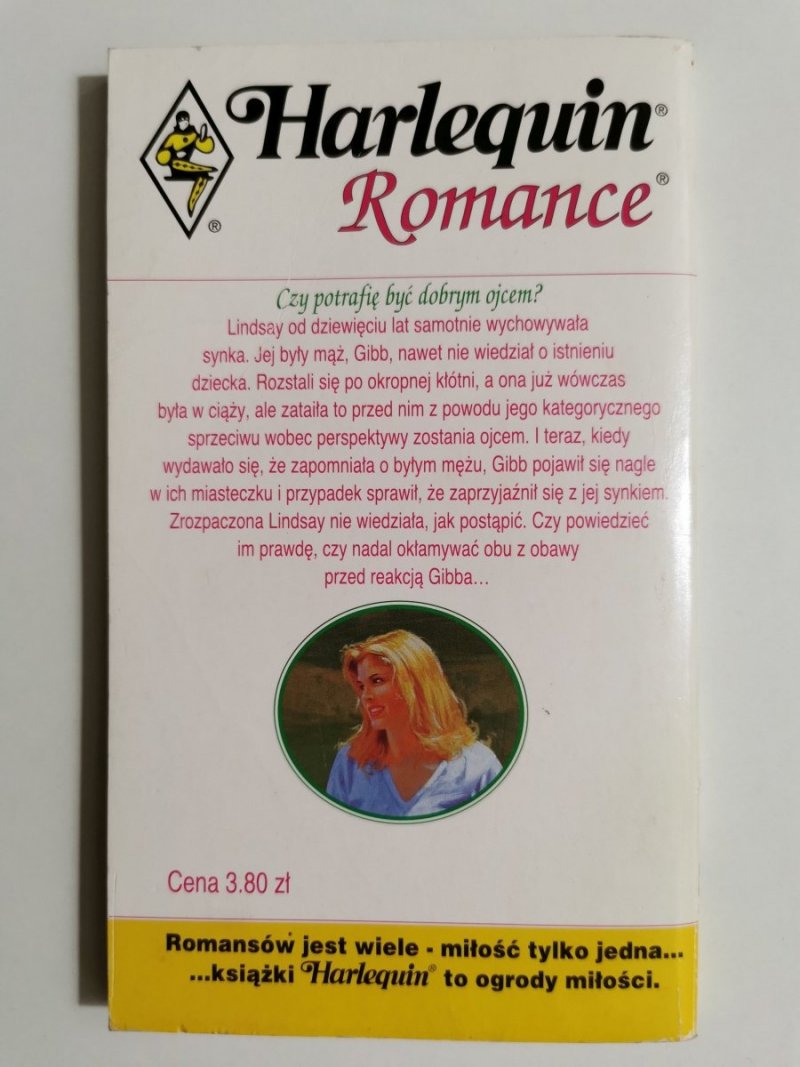 Harlequin®
Romance®
®
Czy potrafię być dobrym ojcem?
Lindsay od dziewięciu lat samotnie wychowywała
synka. Jej były mąż, Gibb, nawet nie wiedział o istnieniu
dziecka. Rozstali się po okropnej kłótni, a ona już wówczas
była w ciąży, ale zataiła to przed nim z powodu jego kategorycznego
sprzeciwu wobec perspektywy zostania ojcem. I teraz, kiedy
wydawało się, że zapomniała o byłym mężu, Gibb pojawił się nagle
w ich miasteczku i przypadek sprawił, że zaprzyjaźnił się z jej synkiem.
Zrozpaczona Lindsay nie wiedziała, jak postąpić. Czy powiedzieć
im prawdę, czy nadal okłamywać obu z obawy
przed reakcją Gibba...
Cena 3.80 zł
Romansów jest wiele - miłość tylko jedna...
...książki Harlequin® to ogrody miłości.